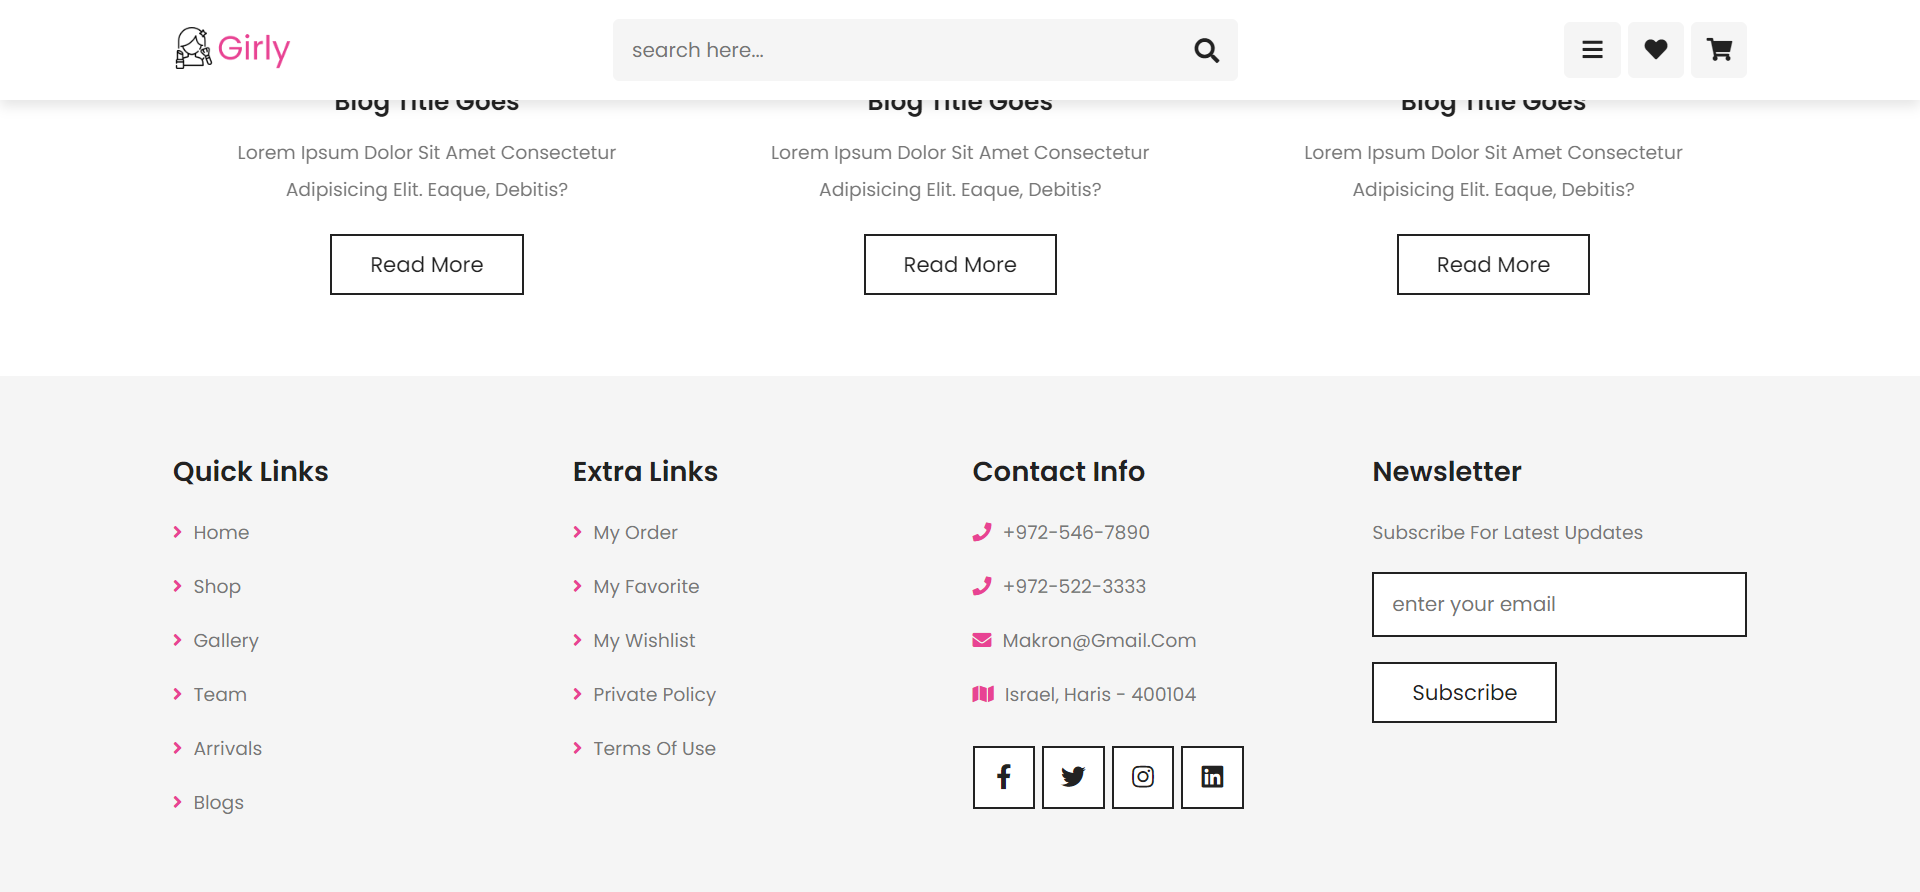 Girly
search here...
Blog Title Goes
Lorem Ipsum Dolor Sit Amet Consectetur
Adipisicing Elit. Eaque, Debitis?
Read More
Blog Title Goes
Lorem Ipsum Dolor Sit Amet Consectetur
Adipisicing Elit. Eaque, Debitis?
Read More
Blog Title Goes
Lorem Ipsum Dolor Sit Amet Consectetur
Adipisicing Elit. Eaque, Debitis?
Read More
Quick Links
Home
Shop
Gallery
Team
Arrivals
Blogs
Extra Links
My Order
My Favorite
My Wishlist
Private Policy
Terms Of Use
Contact Info
+972-546-7890
+972-522-3333
Makron@Gmail.Com
Israel, Haris - 400104
Newsletter
Subscribe For Latest Updates
enter your email
Subscribe